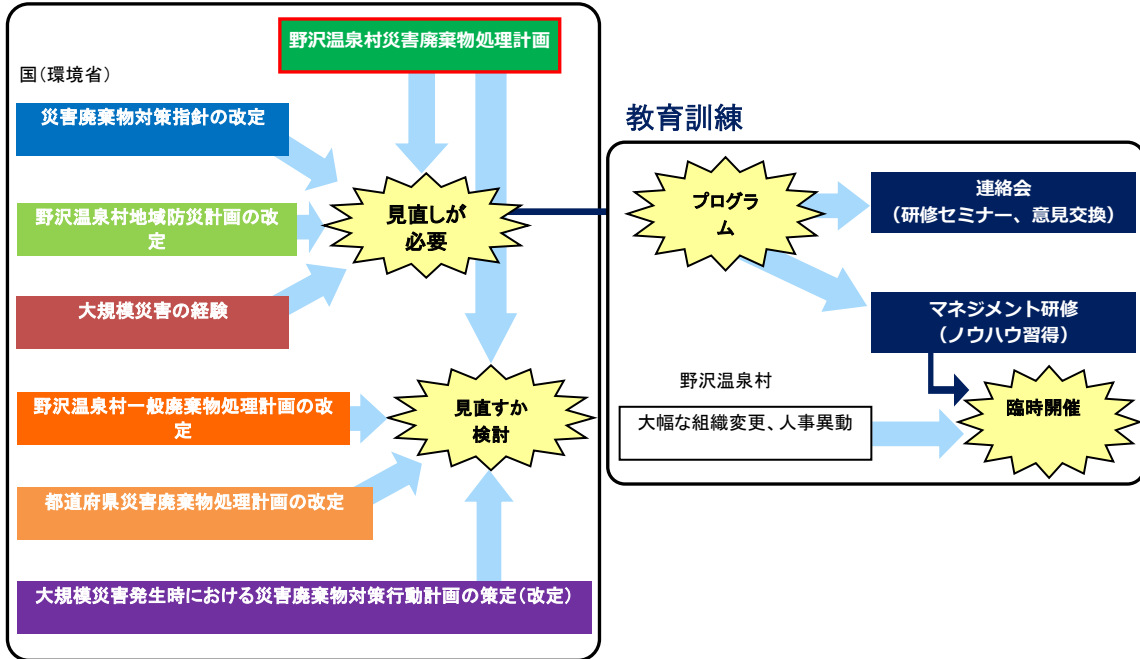 野沢温泉村災害廃棄物処理計画
国(環境省)
災害廃棄物対策指針の改定
野沢温泉村地域防災計画の改
定
大規模災害の経験
見直しが
必要
野沢温泉村一般廃棄物処理計画の改
定
見直すか
検討
都道府県災害廃棄物処理計画の改定
大規模災害発生時における災害廃棄物対策行動計画の策定(改定)
教育訓練
プログラ
ム
連絡会
(研修セミナー、意見交換)
マネジメント研修
(ノウハウ習得)
野沢温泉村
大幅な組織変更、人事異動
臨時開催